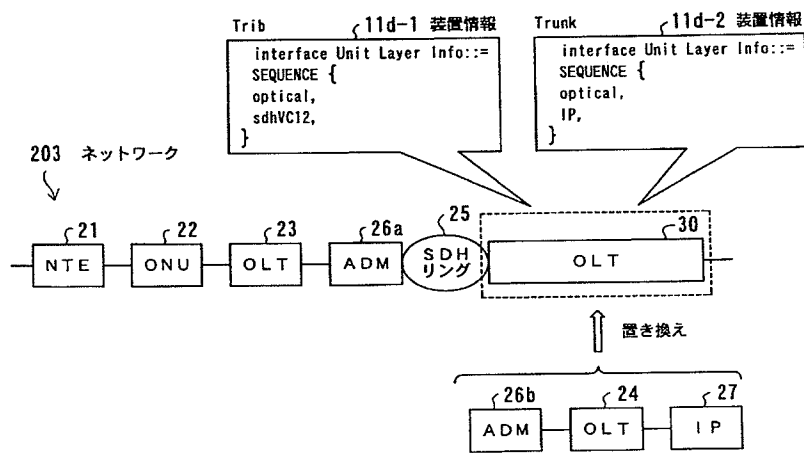 Trib
11d-1 装置情報
interface Unit Layer Info::=
SEQUENCE {
optical,
sdhVC12,
}
Trunk
11d-2 装置情報
interface Unit Layer Info::=
SEQUENCE {
optical,
IP,
}
203 ネットワーク
21
NTE
22
ONU
23
OLT
26a
ADM
25
SDH
リング
30
OLT
置き換え
26b
ADM
24
OLT
27
IP